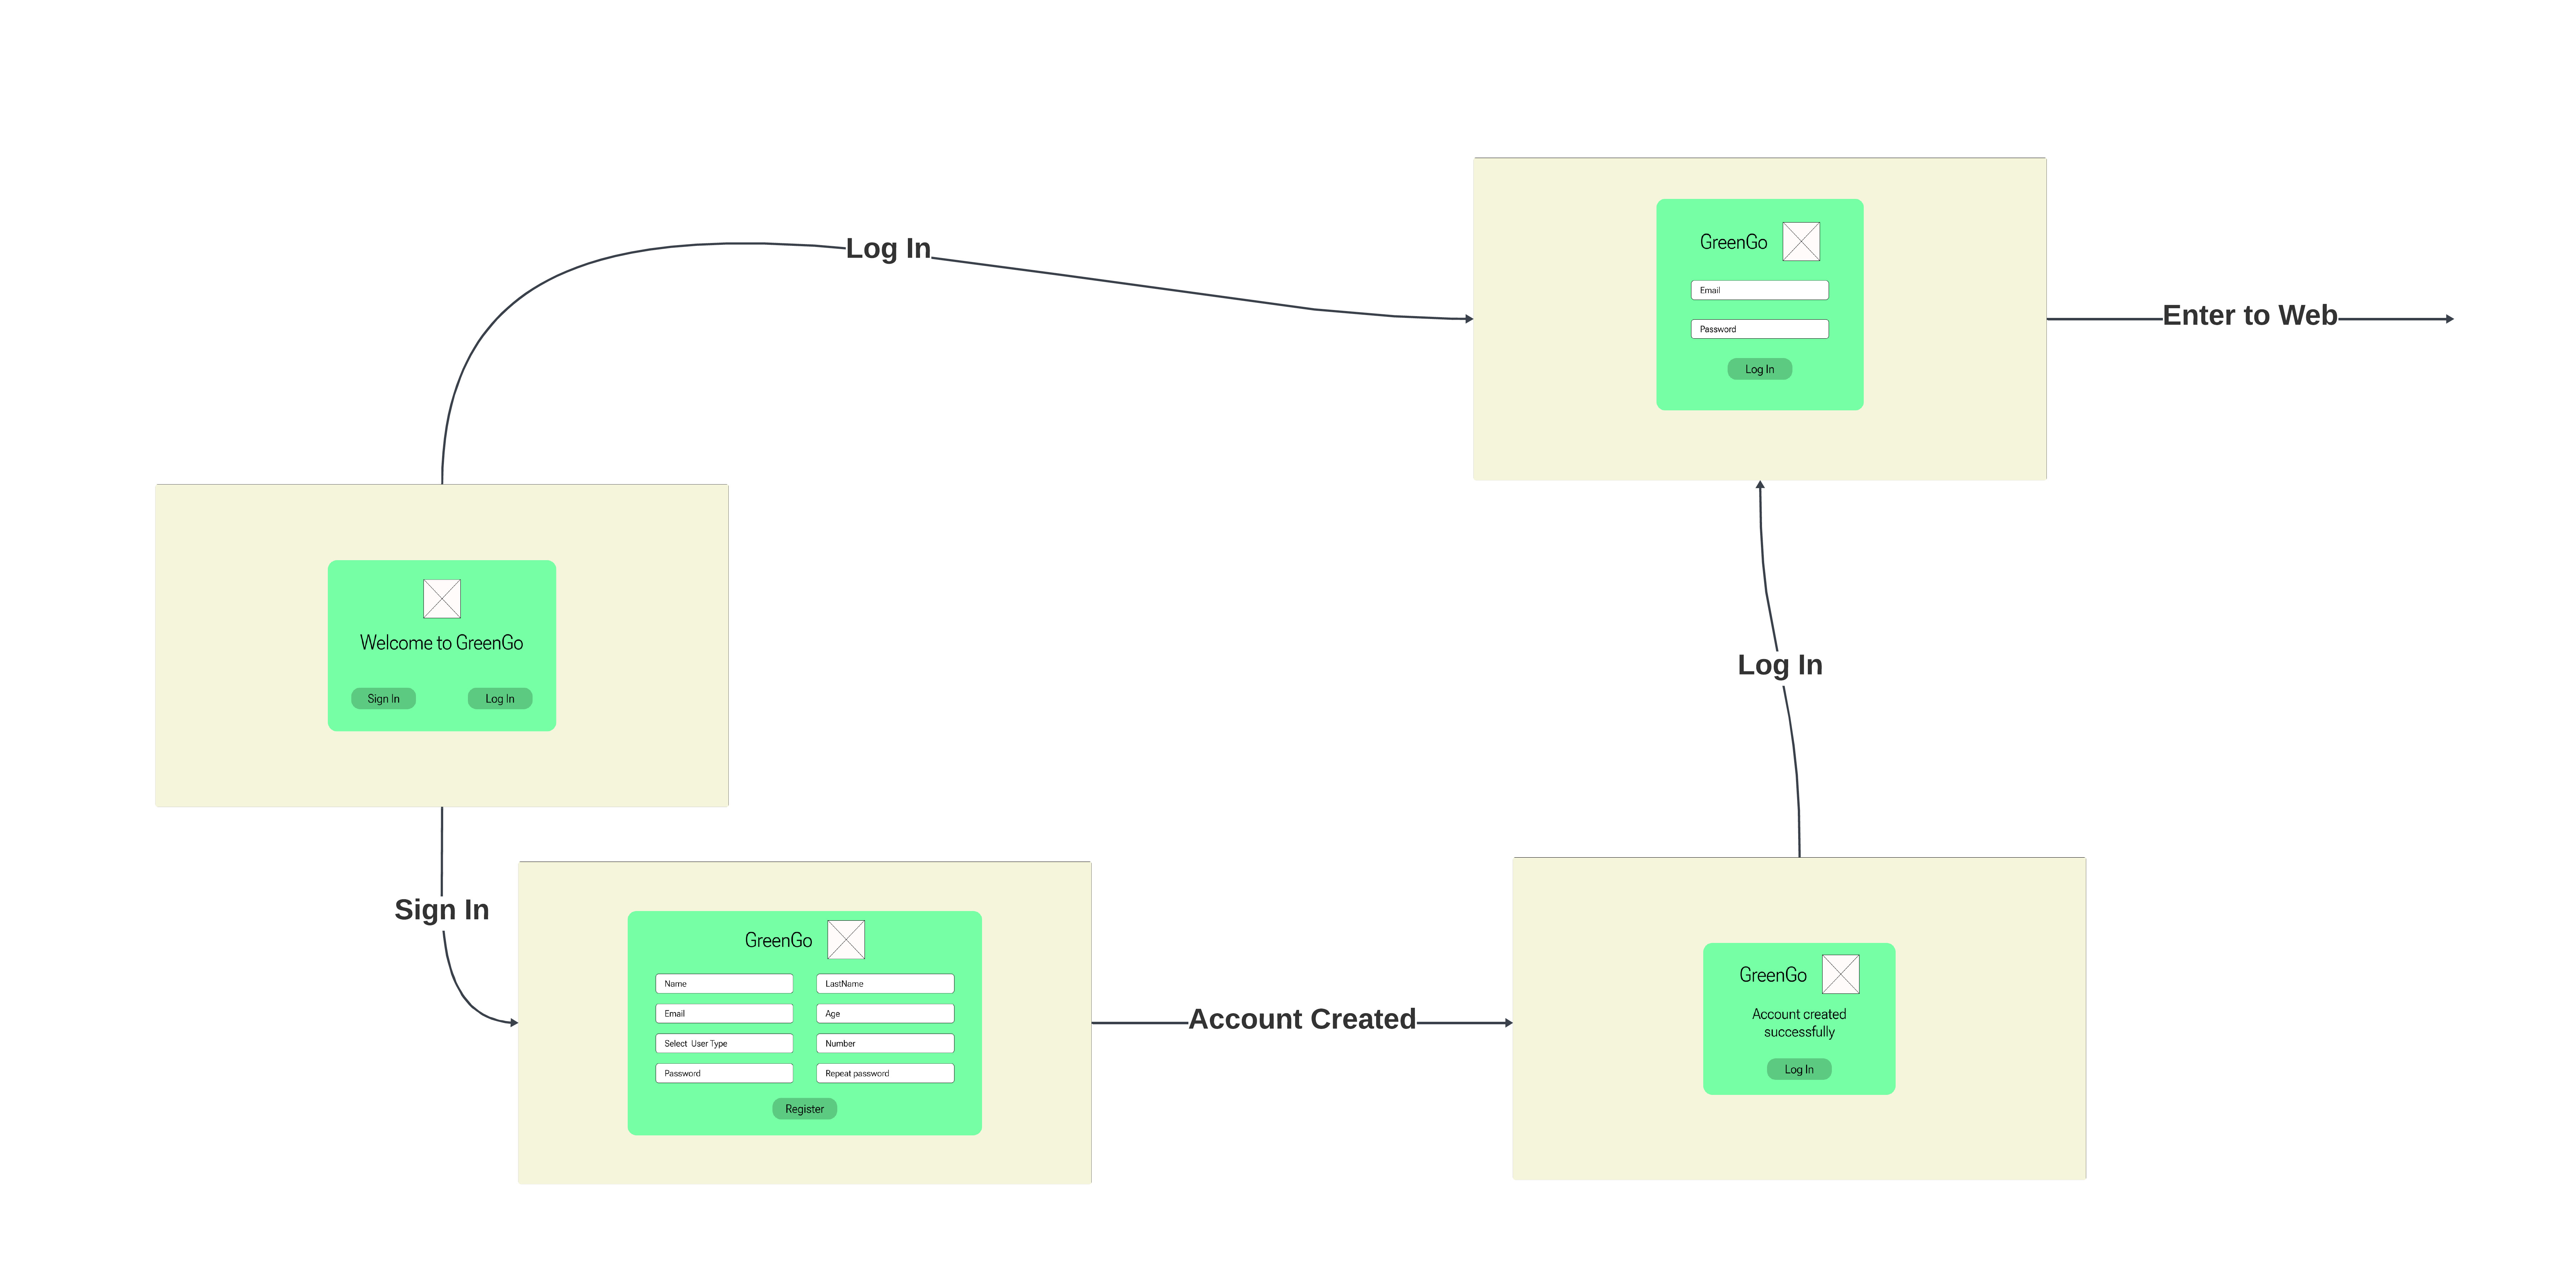 Log In
GreenGo
Email
Password
Log In
Enter to Web
Welcome to GreenGo
Sign In
Log In
Log In
Sign In
GreenGo
Name
LastName
Email
Age
Select User Type
Number
Password
Repeat password
Register
Account Created
GreenGo
Account created
successfully
Log In